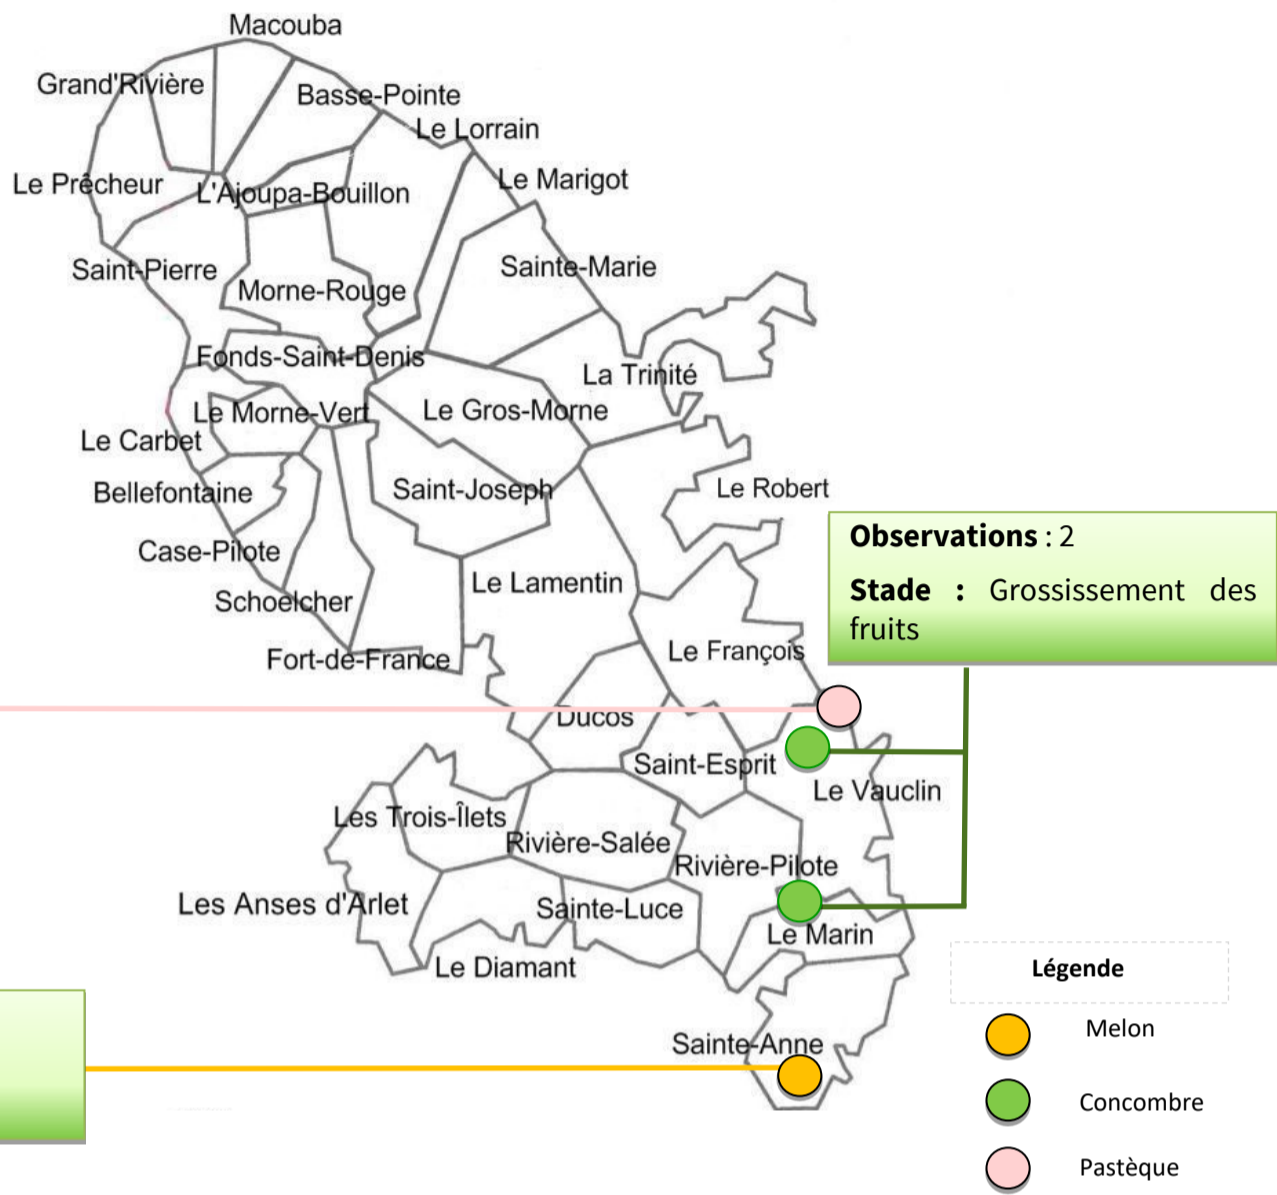 Macouba
Grand'Rivière
Basse-Pointe
Le Lorrain
Le Prêcheur
L'Ajoupa-Bouillon
Le Marigot
Saint-Pierre
Morne-Rouge
Sainte-Marie
Fonds-Saint-Denis
La Trinité
Le Morne-Vert
Le Gros-Morne
Le Carbet
Bellefontaine
Saint-Joseph
Le Robert
Case-Pilote
Schoelcher
Le Lamentin
Fort-de-France
Le François
Observations : 2
Stade : Grossissement des
fruits
Ducos
Saint-Esprit
Le Vauclin
Les Trois-Îlets
Rivière-Salée
Rivière-Pilote
Les Anses d'Arlet
Sainte-Luce
Le Marin
Le Diamant
Sainte-Anne
Légende
Melon
Concombre
Pastèque